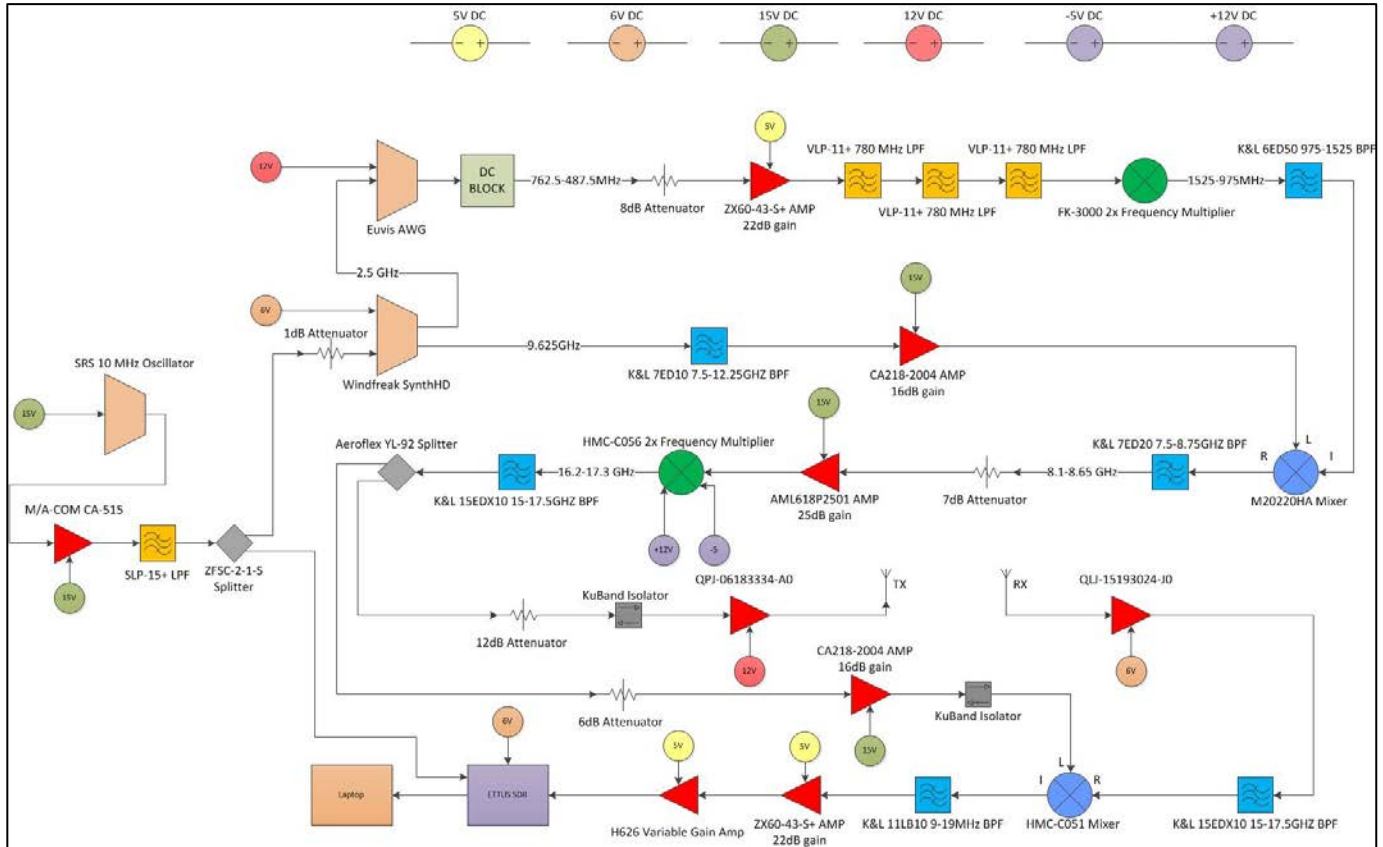 5V DC
6V DC
15V DC
12V DC
-5V DC
+12V DC
5V
12V
DC
BLOCK
762.5-487.5MHz
8dB Attenuator
ZX60-43-S+ AMP
22dB gain
VLP-11+ 780 MHz LPF
VLP-11+ 780 MHz LPF
VLP-11+ 780 MHz LPF
FK-3000 2x Frequency Multiplier
1525-975MHz
K&L 6ED50 975-1525 BPF
Euvis AWG
2.5 GHz
6V
1dB Attenuator
Windfreak SynthHD
9.625GHz
K&L 7ED10 7.5-12.25GHZ BPF
15V
CA218-2004 AMP
16dB gain
SRS 10 MHz Oscillator
15V
Aeroflex YL-92 Splitter
K&L 15EDX10 15-17.5GHZ BPF
16.2-17.3 GHz
HMC-C056 2x Frequency Multiplier
+12V
-5
15V
AML618P2501 AMP
25dB gain
7dB Attenuator
8.1-8.65 GHz
K&L 7ED20 7.5-8.75GHZ BPF
R
L
I
M20220HA Mixer
M/A-COM CA-515
15V
SLP-15+ LPF
ZFSC-2-1-S
Splitter
12dB Attenuator
KuBand Isolator
QPJ-06183334-A0
12V
TX
RX
QLJ-15193024-J0
6V
6dB Attenuator
CA218-2004 AMP
16dB gain
15V
KuBand Isolator
Laptop
6V
ETTUS SDR
5V
H626 Variable Gain Amp
5V
ZX60-43-S+ AMP
22dB gain
K&L 11LB10 9-19MHz BPF
I
L
R
HMC-C051 Mixer
K&L 15EDX10 15-17.5GHZ BPF